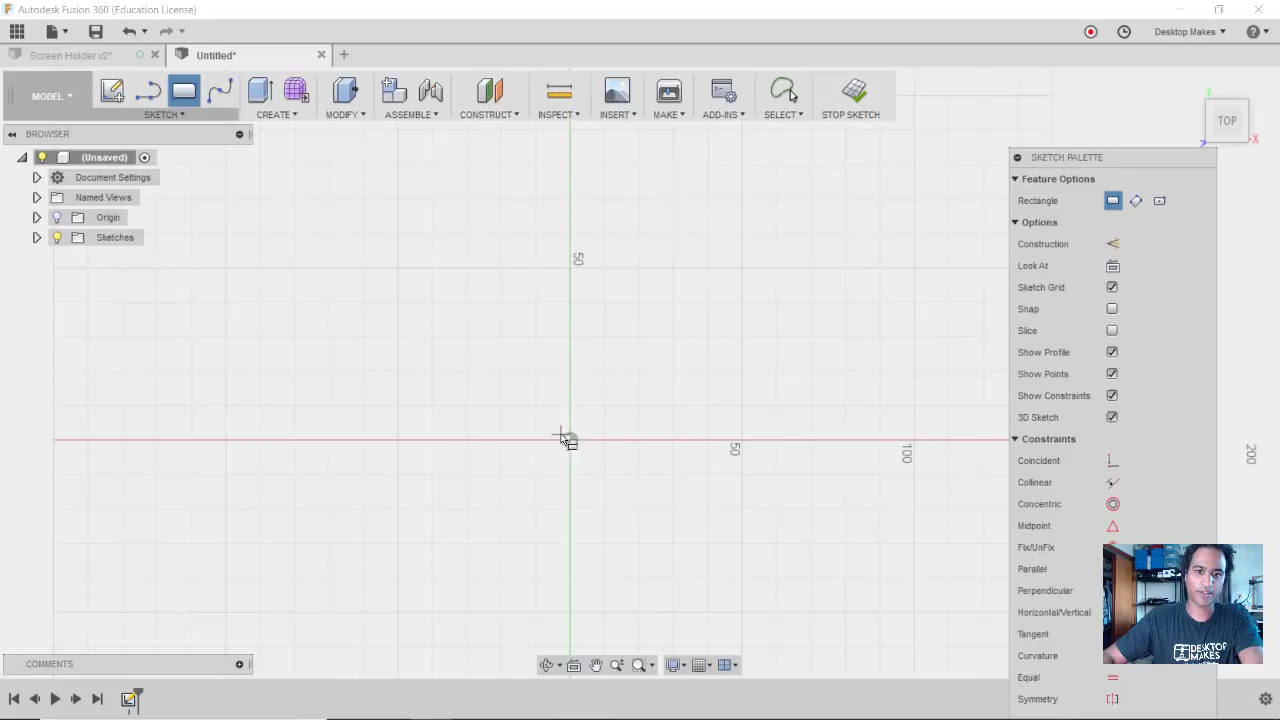 Autodesk Fusion 360 (Education License)
Desktop Makes
Screen Holder v2*
Untitled*
MODEL
SKETCH
CREATE
MODIFY
ASSEMBLE
CONSTRUCT
INSPECT
INSERT
MAKE
ADD-INS
SELECT
STOP SKETCH
BROWSER
TOP
Y
X
Z
(Unsaved)
Document Settings
Named Views
Origin
Sketches
50
50
100
200
SKETCH PALETTE
Feature Options
Rectangle
Options
Construction
Look At
Sketch Grid
Snap
Slice
Show Profile
Show Points
Show Constraints
3D Sketch
Constraints
Coincident
Collinear
Concentric
Midpoint
Fix/UnFix
Parallel
Perpendicular
Horizontal/Vertical
Tangent
Curvature
Equal
Symmetry
DESKTOP
MAKES
COMMENTS